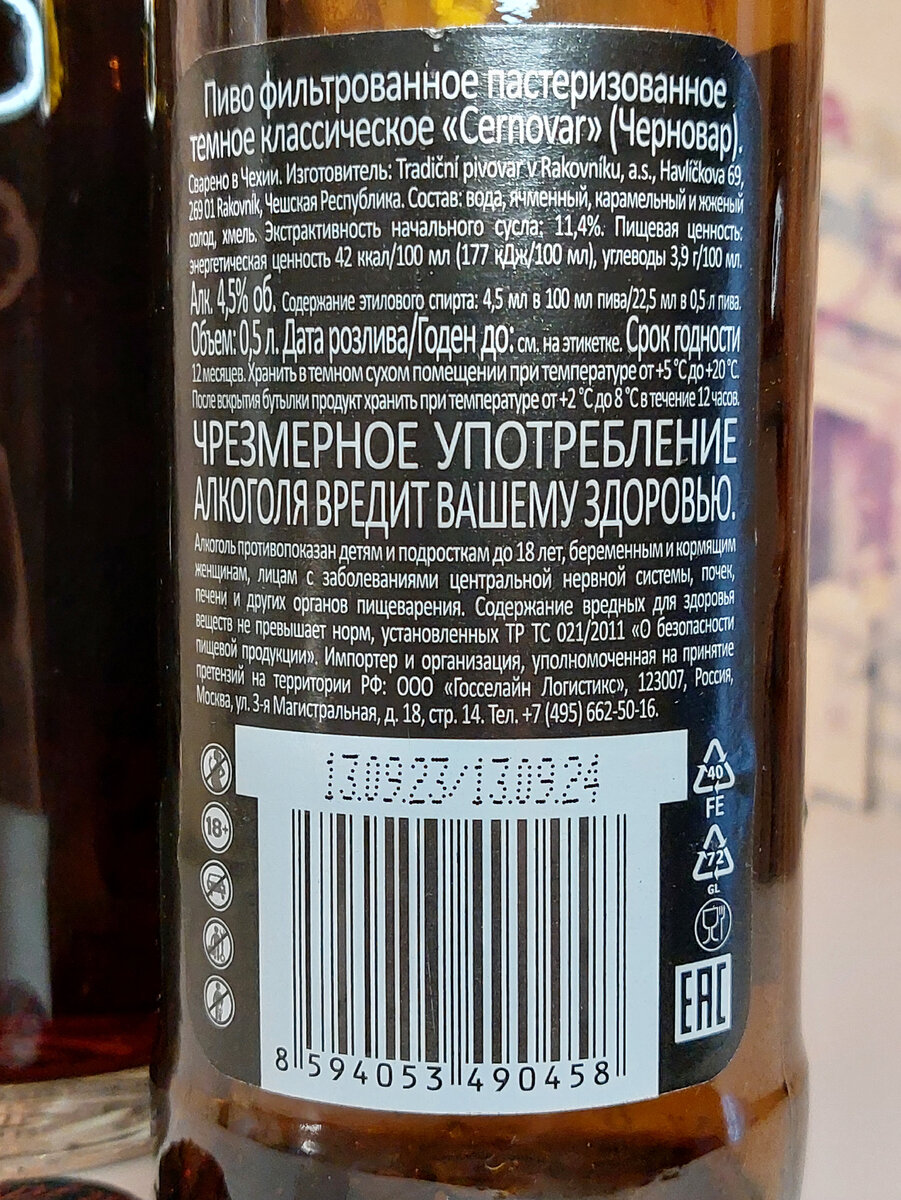 Пиво фильтрованное пастеризованное
темное классическое «Cernovar» (Черновар).
Сварено в Чехии. Изготовитель: Tradiční pivovar v Rakovníku, a.s., Havlíčkova 69,
269 01 Rakovník, Чешская Республика. Состав: вода, ячменный, карамельный и жженый
солод, хмель. Экстрактивность начального сусла: 11,4%. Пищевая ценность:
энергетическая ценность 42 ккал/100 мл (177 кДж/100 мл), углеводы 3,9 г/100 мл.
Алк. 4,5% об. Содержание этилового спирта: 4,5 мл в 100 мл пива/22,5 мл в 0,5 л пива.
Объем: 0,5 л. Дата розлива/Годен до: см. на этикетке. Срок годности
12 месяцев. Хранить в темном сухом помещении при температуре от +5 °С до +20 °С.
После вскрытия бутылки продукт хранить при температуре от +2 °С до 8 °С в течение 12 часов.
ЧРЕЗМЕРНОЕ УПОТРЕБЛЕНИЕ
АЛКОГОЛЯ ВРЕДИТ ВАШЕМУ ЗДОРОВЬЮ.
Алкоголь противопоказан детям и подросткам до 18 лет, беременным и кормящим
женщинам, лицам с заболеваниями центральной нервной системы, почек,
печени и других органов пищеварения. Содержание вредных для здоровья
веществ не превышает норм, установленных ТР ТС 021/2011 «О безопасности
пищевой продукции». Импортер и организация, уполномоченная на принятие
претензий на территории РФ: ООО «Госселайн Логистикс», 123007, Россия,
Москва, ул. 3-я Магистральная, д. 18, стр. 14. Тел. +7 (495) 662-50-16.
13.09.23/13.09.24
40
FE
18+
72
GL
EAC
8 594053 490458